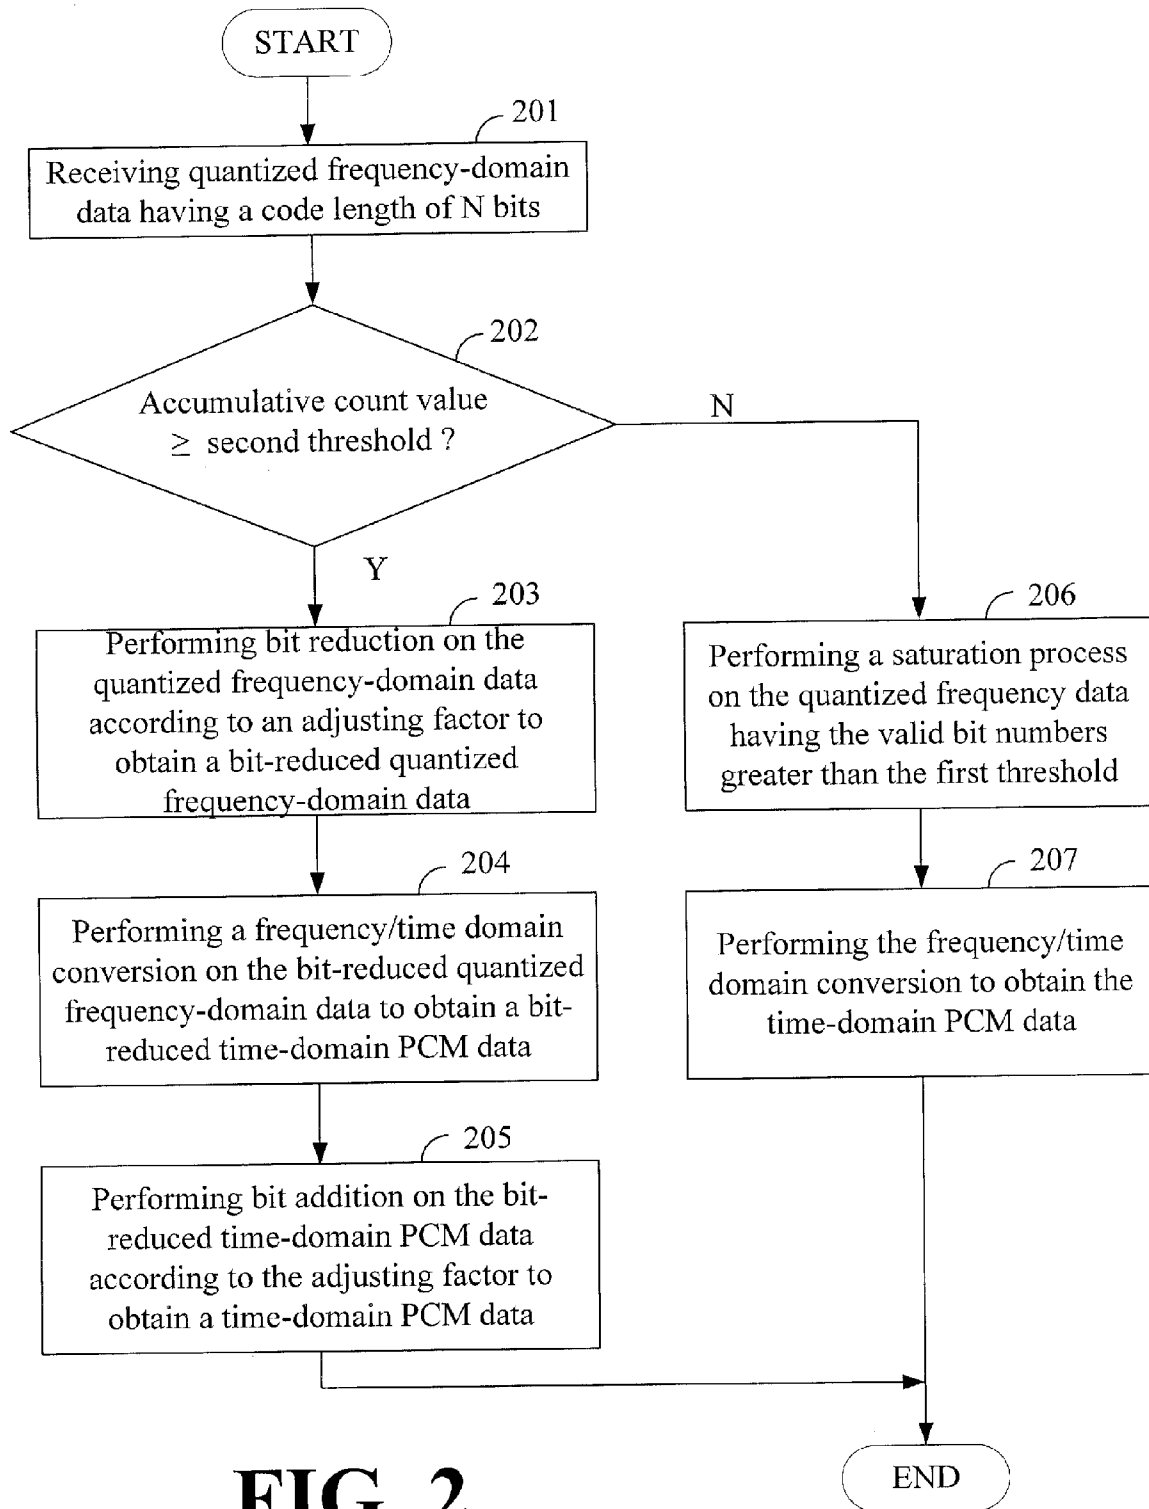 START
201
Receiving quantized frequency-domain
data having a code length of N bits
202
Accumulative count value
≥ second threshold ?
N
Y
203
Performing bit reduction on the
quantized frequency-domain data
according to an adjusting factor to
obtain a bit-reduced quantized
frequency-domain data
206
Performing a saturation process
on the quantized frequency data
having the valid bit numbers
greater than the first threshold
204
Performing a frequency/time domain
conversion on the bit-reduced quantized
frequency-domain data to obtain a bit-
reduced time-domain PCM data
207
Performing the frequency/time
domain conversion to obtain the
time-domain PCM data
205
Performing bit addition on the bit-
reduced time-domain PCM data
according to the adjusting factor to
obtain a time-domain PCM data
END
FIG. 2